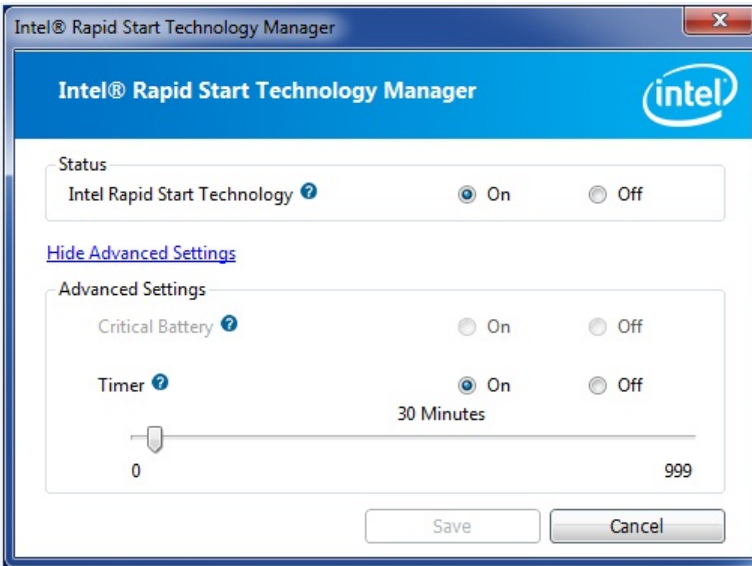 Intel® Rapid Start Technology Manager
Intel® Rapid Start Technology Manager
intel
Status
Intel Rapid Start Technology ? On Off
Hide Advanced Settings
Advanced Settings
Critical Battery ? On Off
Timer ? On Off
30 Minutes
0 999
Save Cancel